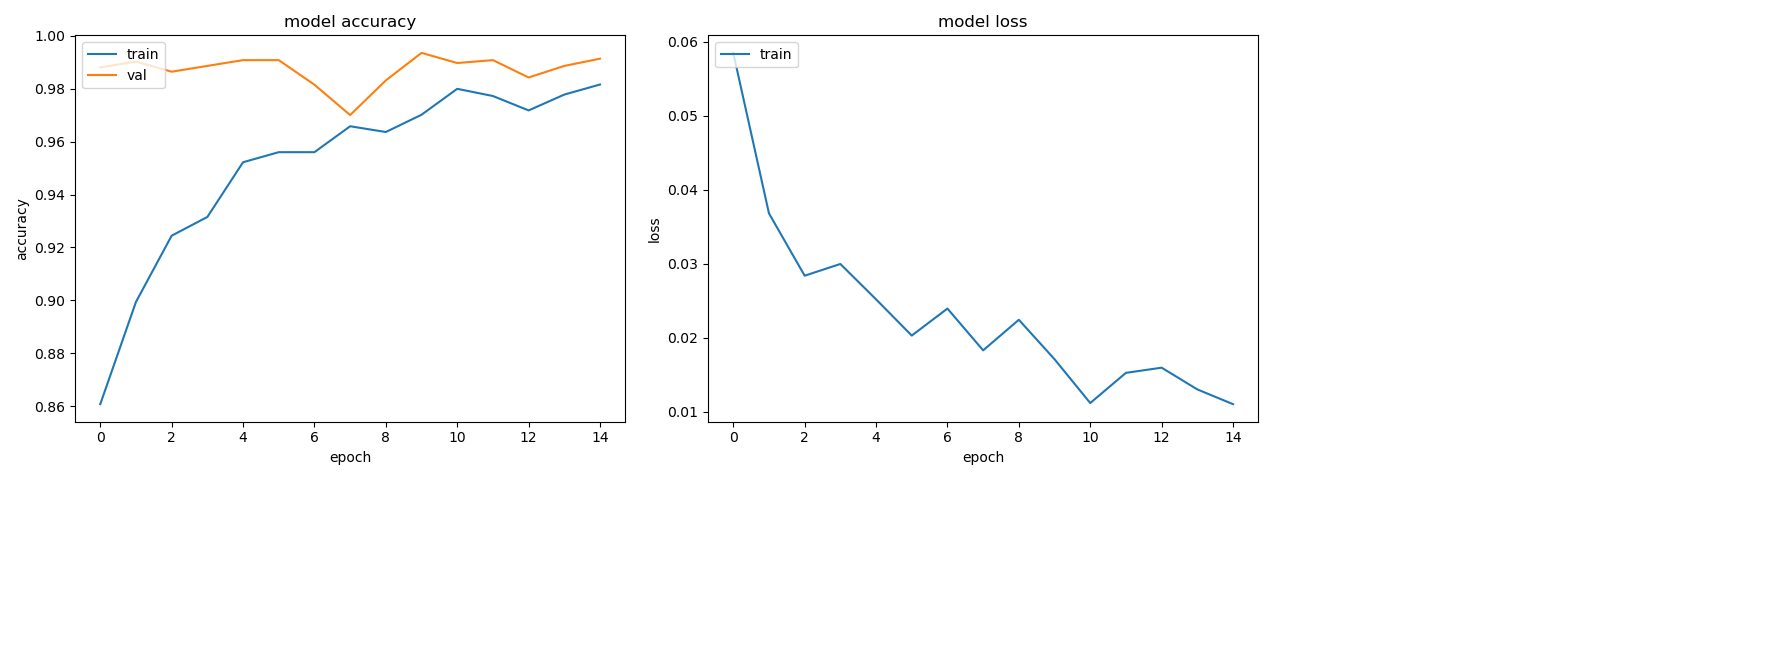 model accuracy
1.00
0.98
0.96
0.94
0.92
0.90
0.88
0.86
accuracy
train
val
0 2 4 6 8 10 12 14
epoch
model loss
0.06
0.05
0.04
0.03
0.02
0.01
loss
train
0 2 4 6 8 10 12 14
epoch